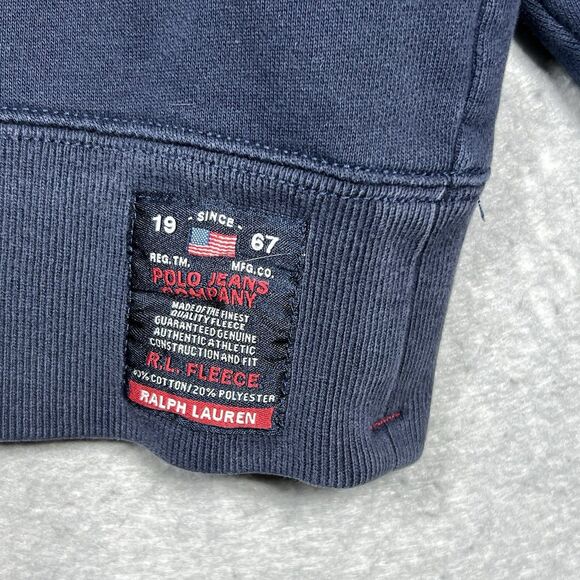 - SINCE -
19 67
REG.TM. MFG.CO.
POLO JEANS
COMPANY
MADE OF THE FINEST
QUALITY FLEECE
GUARANTEED GENUINE
AUTHENTIC ATHLETIC
CONSTRUCTION AND FIT
R.L. FLEECE
80% COTTON/20% POLYESTER
RALPH LAUREN